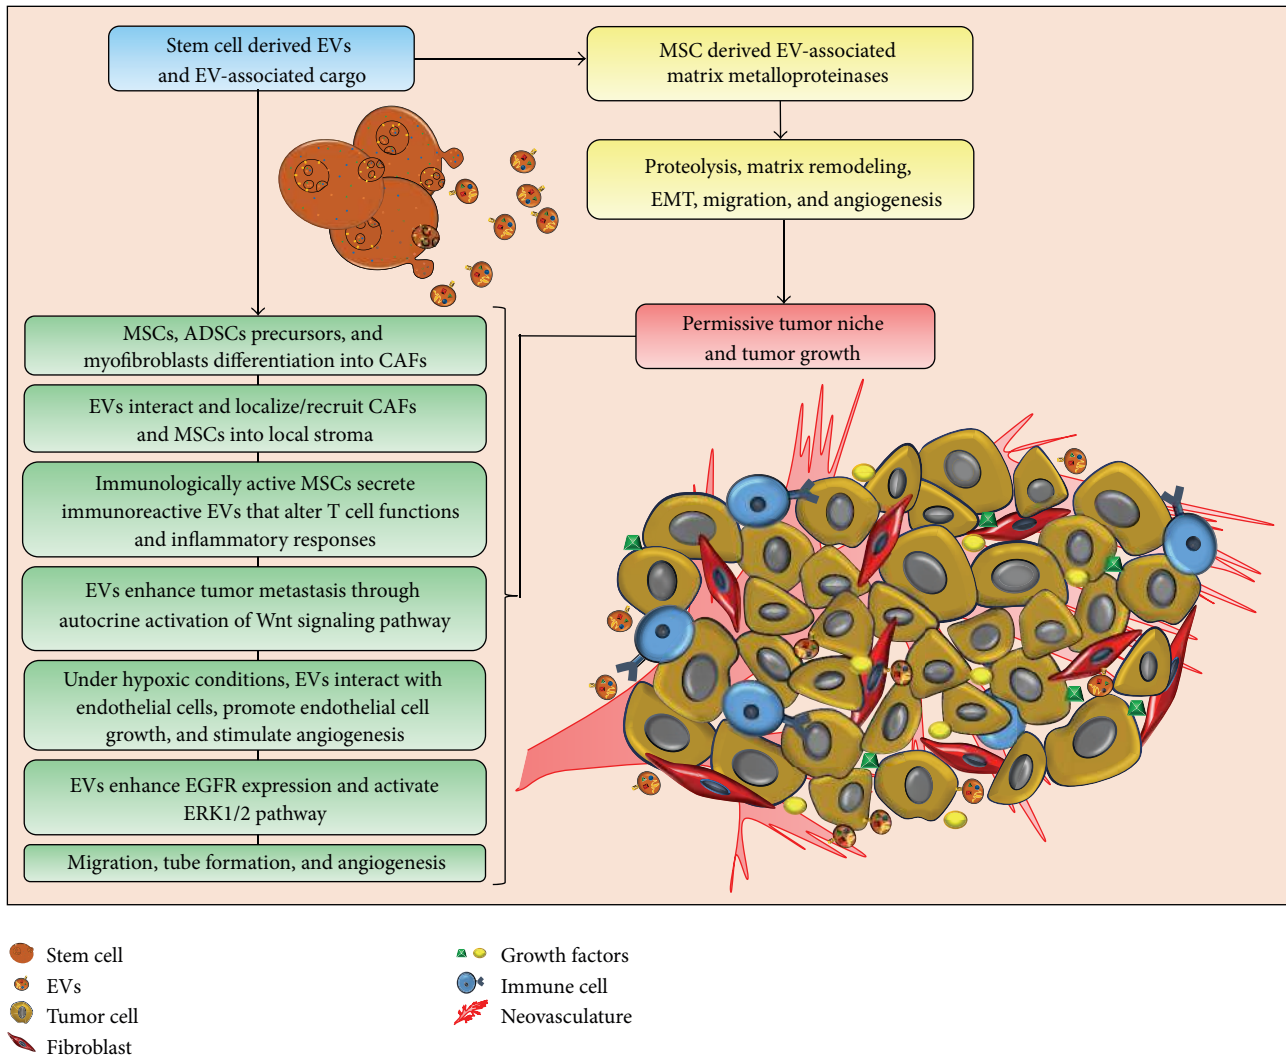 Stem cell derived EVs
and EV-associated cargo
MSC derived EV-associated
matrix metalloproteinases
Proteolysis, matrix remodeling,
EMT, migration, and angiogenesis
Permissive tumor niche
and tumor growth
MSCs, ADSCs precursors, and
myofibroblasts differentiation into CAFs
EVs interact and localize/recruit CAFs
and MSCs into local stroma
Immunologically active MSCs secrete
immunoreactive EVs that alter T cell functions
and inflammatory responses
EVs enhance tumor metastasis through
autocrine activation of Wnt signaling pathway
Under hypoxic conditions, EVs interact with
endothelial cells, promote endothelial cell
growth, and stimulate angiogenesis
EVs enhance EGFR expression and activate
ERK1/2 pathway
Migration, tube formation, and angiogenesis
Stem cell
EVs
Tumor cell
Fibroblast
Growth factors
Immune cell
Neovasculature